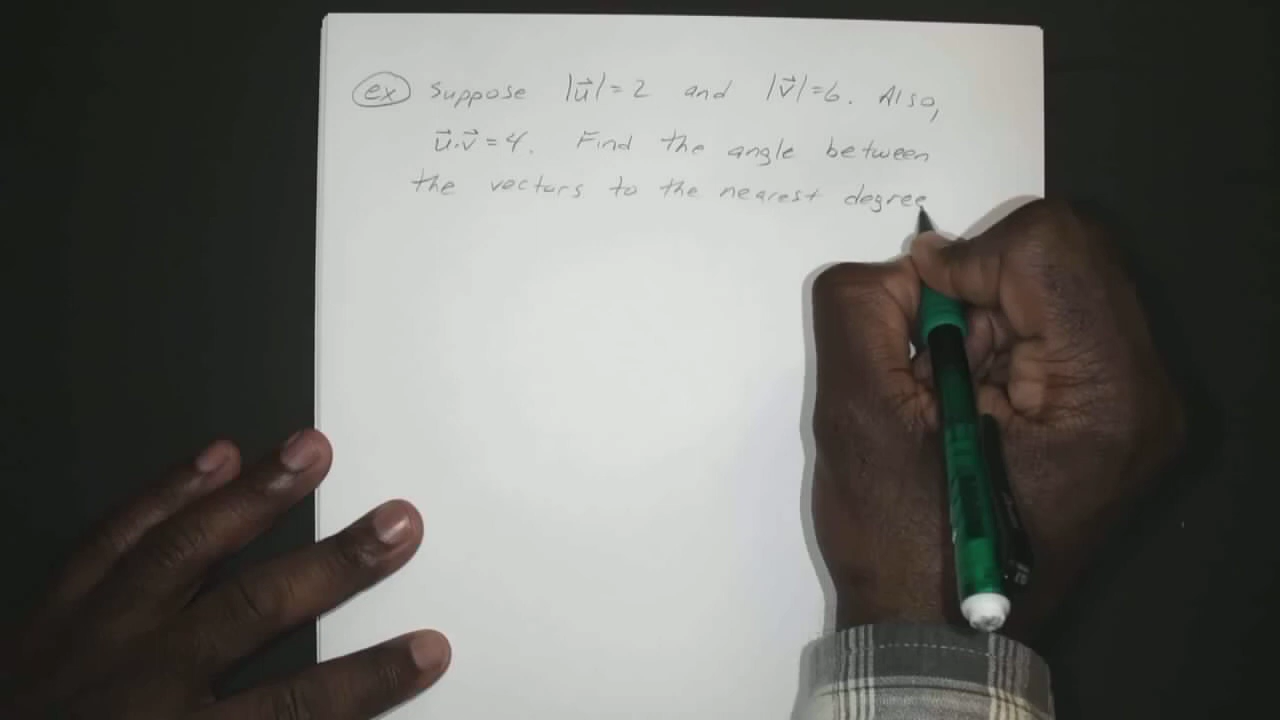 ex Suppose |u⃗|=2 and |v⃗|=6. Also,
u⃗·v⃗=4. Find the angle between
the vectors to the nearest degree